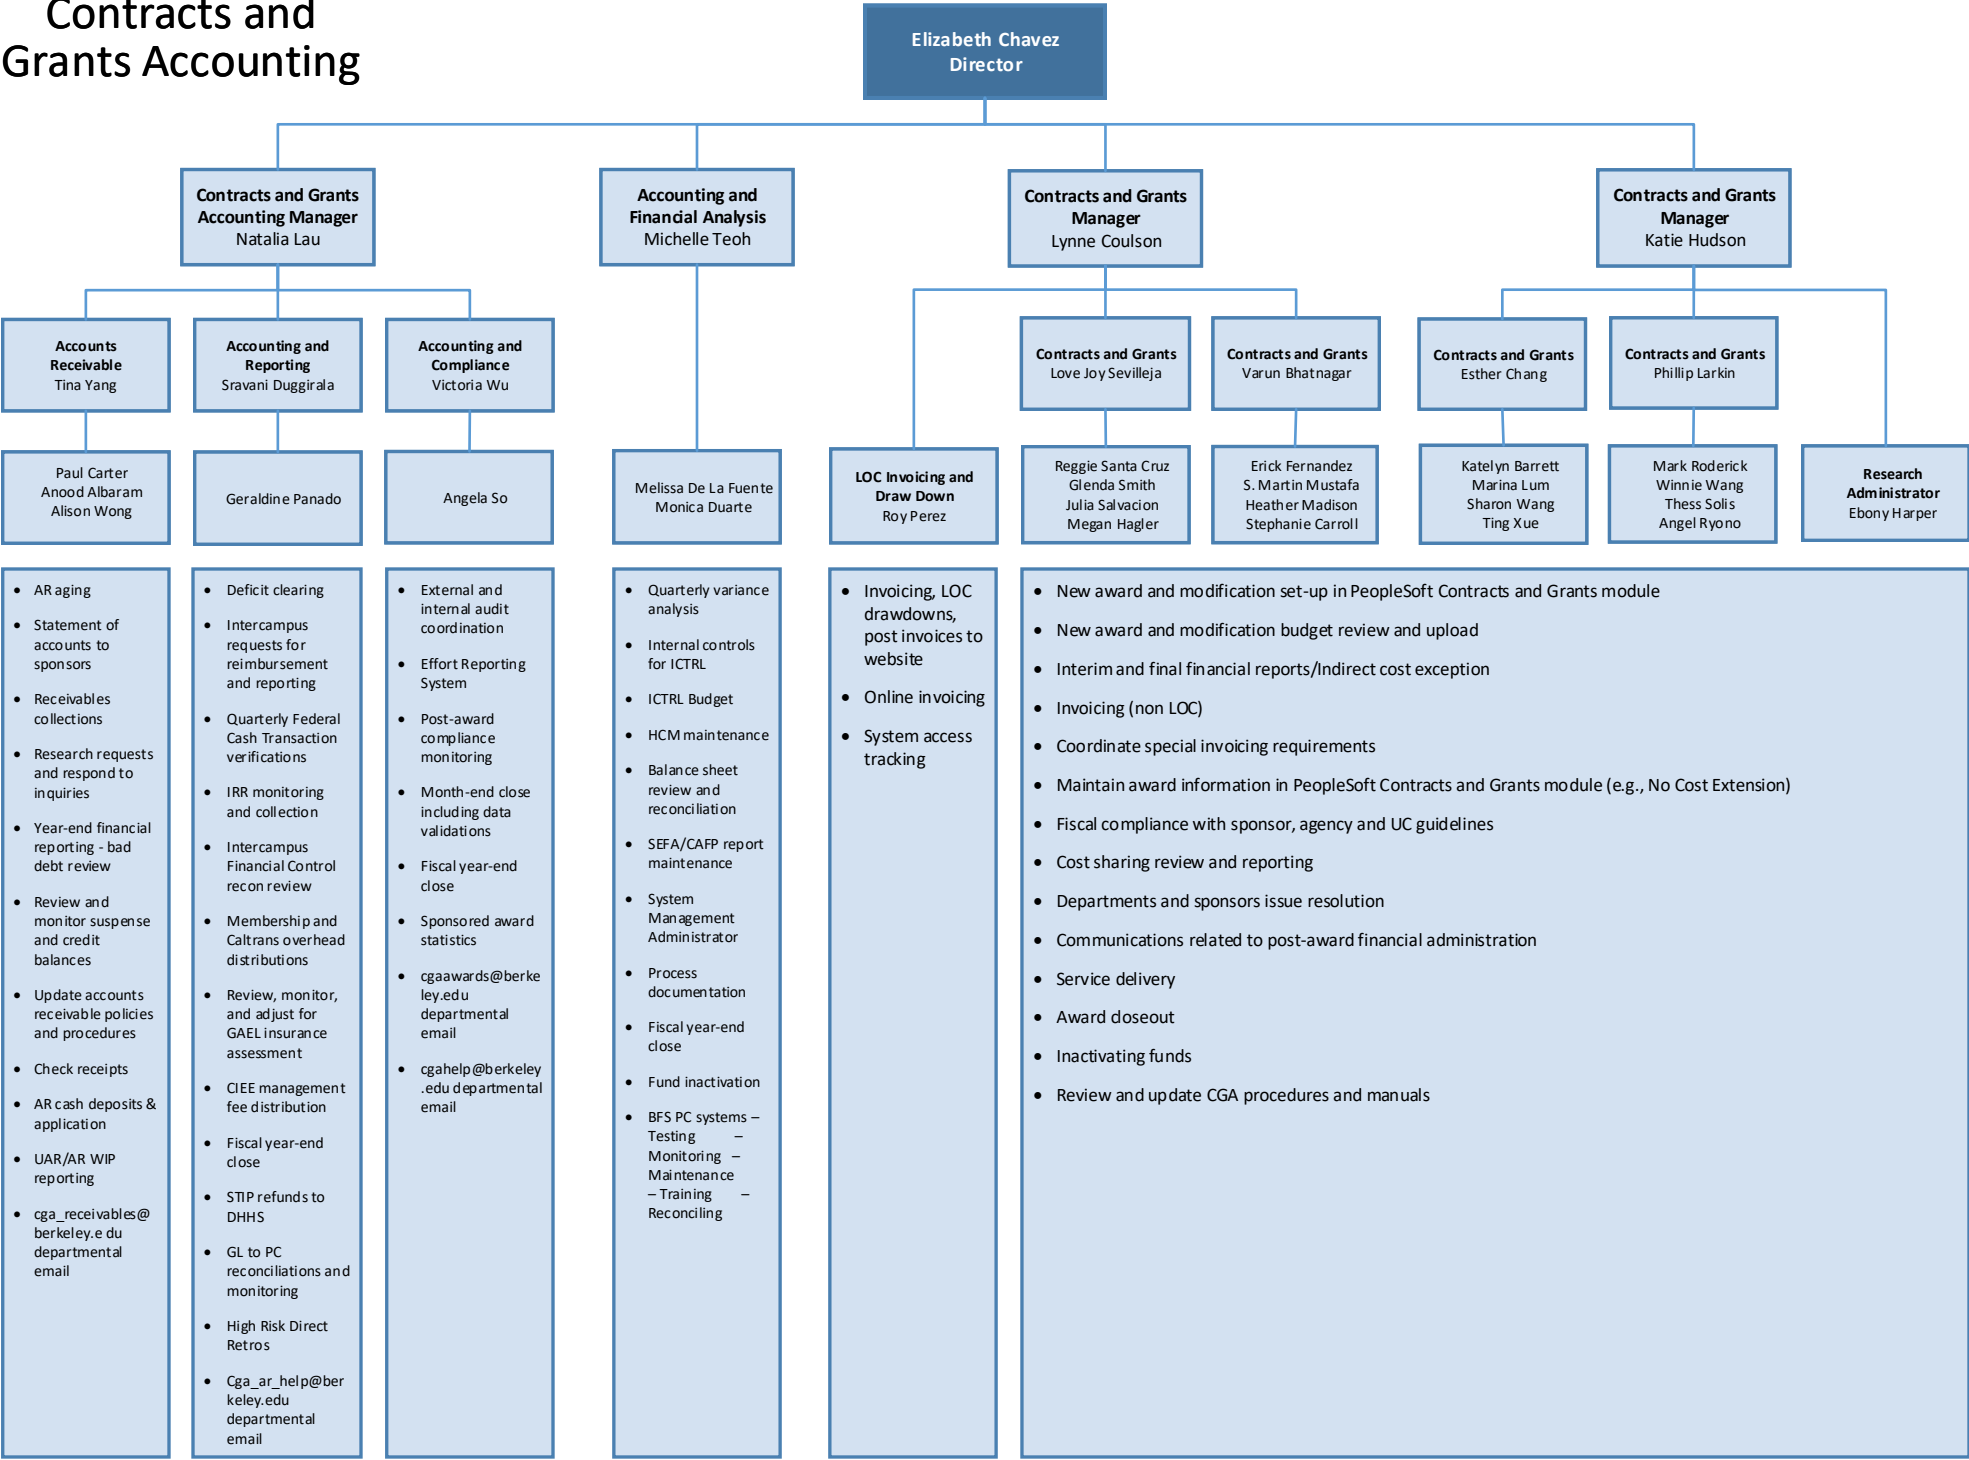 Contracts and
Grants Accounting
Elizabeth Chavez
Director
Contracts and Grants
Accounting Manager
Natalia Lau
Accounting and
Financial Analysis
Michelle Teoh
Contracts and Grants
Manager
Lynne Coulson
Contracts and Grants
Manager
Katie Hudson
Accounts
Receivable
Tina Yang
Accounting and
Reporting
Sravani Duggirala
Accounting and
Compliance
Victoria Wu
Contracts and Grants
Love Joy Sevilleja
Contracts and Grants
Varun Bhatnagar
Contracts and Grants
Esther Chang
Contracts and Grants
Phillip Larkin
Paul Carter
Anood Albaram
Alison Wong
Geraldine Panado
Angela So
Melissa De La Fuente
Monica Duarte
LOC Invoicing and
Draw Down
Roy Perez
Reggie Santa Cruz
Glenda Smith
Julia Salvacion
Megan Hagler
Erick Fernandez
S. Martin Mustafa
Heather Madison
Stephanie Carroll
Katelyn Barrett
Marina Lum
Sharon Wang
Ting Xue
Mark Roderick
Winnie Wang
Thess Solis
Angel Ryono
Research
Administrator
Ebony Harper
• AR aging
• Statement of
accounts to
sponsors
• Receivables
collections
• Research requests
and respond to
inquiries
• Year-end financial
reporting - bad
debt review
• Review and
monitor suspense
and credit
balances
• Update accounts
receivable policies
and procedures
• Check receipts
• AR cash deposits &
application
• UAR/AR WIP
reporting
• cga_receivables@
berkeley.e du
departmental
email
• Deficit clearing
• Intercampus
requests for
reimbursement
and reporting
• Quarterly Federal
Cash Transaction
verifications
• IRR monitoring
and collection
• Intercampus
Financial Control
recon review
• Membership and
Caltrans overhead
distributions
• Review, monitor,
and adjust for
GAEL insurance
assessment
• CIEE management
fee distribution
• Fiscal year-end
close
• STIP refunds to
DHHS
• GL to PC
reconciliations and
monitoring
• High Risk Direct
Retros
• Cga_ar_help@ber
keley.edu
departmental
email
• External and
internal audit
coordination
• Effort Reporting
System
• Post-award
compliance
monitoring
• Month-end close
including data
validations
• Fiscal year-end
close
• Sponsored award
statistics
• cgaawards@berke
ley.edu
departmental
email
• cgahelp@berkeley
.edu departmental
email
• Quarterly variance
analysis
• Internal controls
for ICTRL
• ICTRL Budget
• HCM maintenance
• Balance sheet
review and
reconciliation
• SEFA/CAFP report
maintenance
• System
Management
Administrator
• Process
documentation
• Fiscal year-end
close
• Fund inactivation
• BFS PC systems –
Testing –
Monitoring –
Maintenance
– Training –
Reconciling
• Invoicing, LOC
drawdowns,
post invoices to
website
• Online invoicing
• System access
tracking
• New award and modification set-up in PeopleSoft Contracts and Grants module
• New award and modification budget review and upload
• Interim and final financial reports/Indirect cost exception
• Invoicing (non LOC)
• Coordinate special invoicing requirements
• Maintain award information in PeopleSoft Contracts and Grants module (e.g., No Cost Extension)
• Fiscal compliance with sponsor, agency and UC guidelines
• Cost sharing review and reporting
• Departments and sponsors issue resolution
• Communications related to post-award financial administration
• Service delivery
• Award closeout
• Inactivating funds
• Review and update CGA procedures and manuals